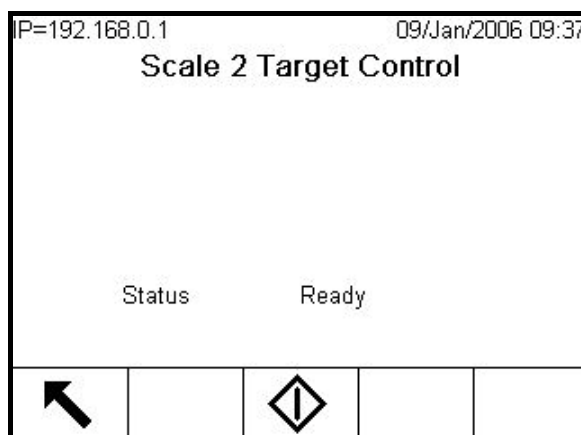 IP=192.168.0.1 09/Jan/2006 09:37
Scale 2 Target Control
Status Ready